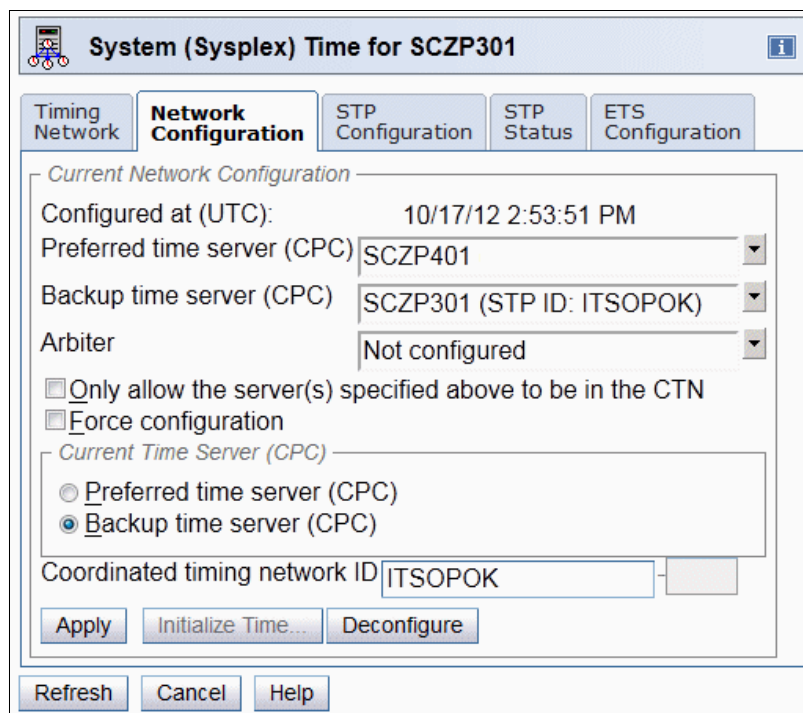 System (Sysplex) Time for SCZP301
i
Timing
Network
Network
Configuration
STP
Configuration
STP
Status
ETS
Configuration
Current Network Configuration
Configured at (UTC): 10/17/12 2:53:51 PM
Preferred time server (CPC) SCZP401
Backup time server (CPC) SCZP301 (STP ID: ITSOPOK)
Arbiter Not configured
Only allow the server(s) specified above to be in the CTN
Force configuration
Current Time Server (CPC)
Preferred time server (CPC)
Backup time server (CPC)
Coordinated timing network ID ITSOPOK -
Apply Initialize Time... Deconfigure
Refresh Cancel Help